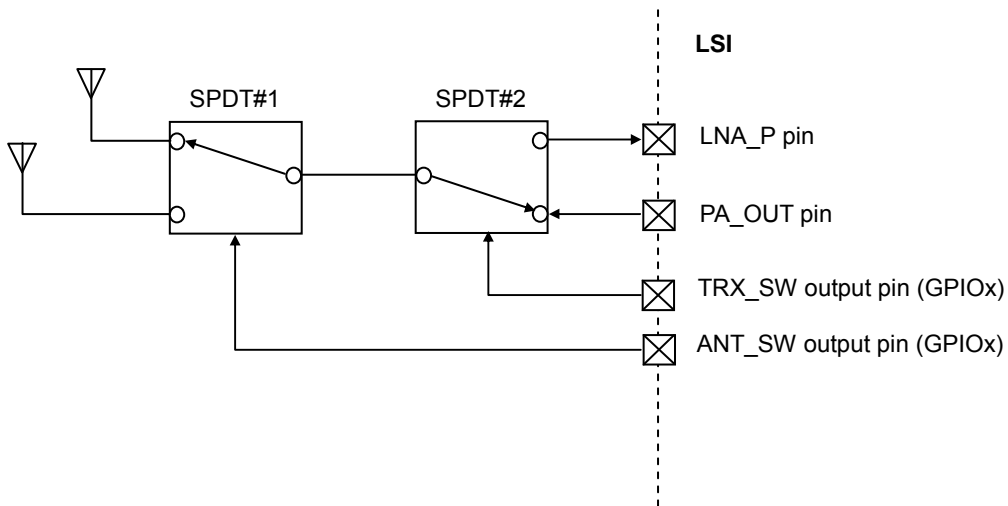 LSI
SPDT#1
SPDT#2
LNA_P pin
PA_OUT pin
TRX_SW output pin (GPIOx)
ANT_SW output pin (GPIOx)